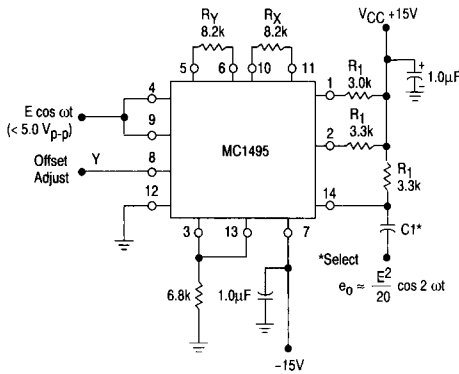 RY
8.2k
RX
8.2k
VCC +15V
5
6
10
11
+
–
1.0μF
4
1
R1
3.0k
E cos ωt
(< 5.0 Vp-p)
9
2
R1
3.3k
MC1495
Offset
Adjust
Y
8
R1
3.3k
12
14
3
13
7
C1*
*Select
6.8k
1.0μF
eo ≈ E²/20 cos 2 ωt
–15V